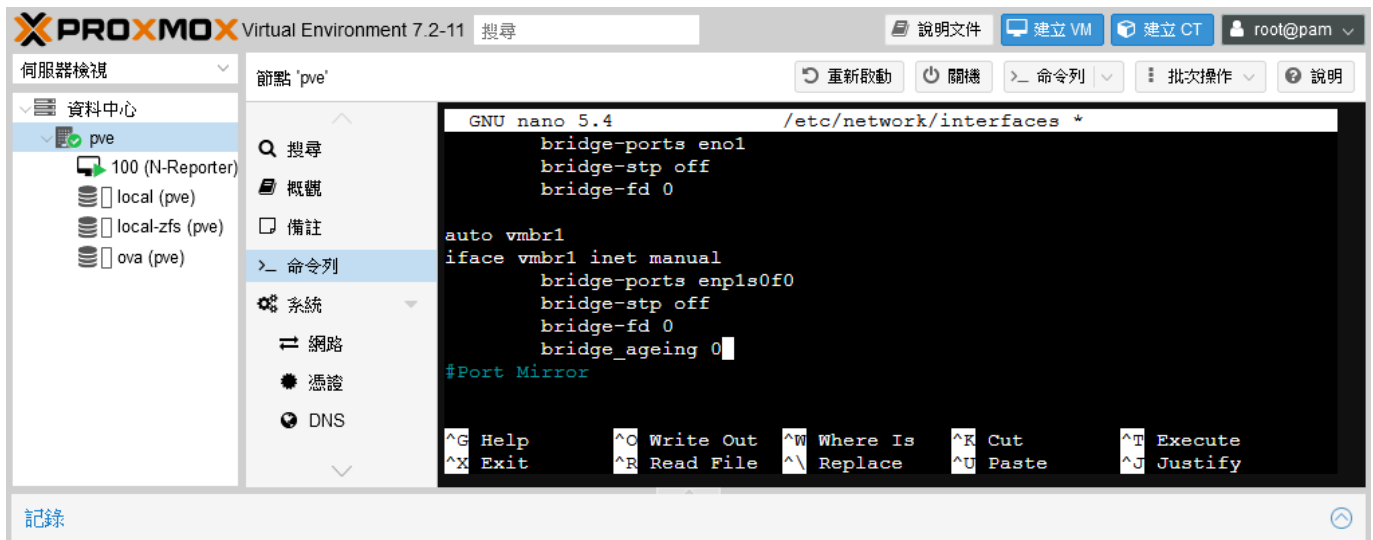 PROXMOX Virtual Environment 7.2-11 搜尋 說明文件 建立 VM 建立 CT root@pam
伺服器檢視
資料中心
pve
100 (N-Reporter)
local (pve)
local-zfs (pve)
ova (pve)
節點 'pve' 重新啟動 關機 >_ 命令列 批次操作 說明
搜尋
概觀
備註
>_ 命令列
系統
網路
憑證
DNS
GNU nano 5.4 /etc/network/interfaces *
bridge-ports eno1
bridge-stp off
bridge-fd 0
auto vmbr1
iface vmbr1 inet manual
bridge-ports enp1s0f0
bridge-stp off
bridge-fd 0
bridge_ageing 0
#Port Mirror
^G Help ^O Write Out ^W Where Is ^K Cut ^T Execute
^X Exit ^R Read File ^\ Replace ^U Paste ^J Justify
記錄